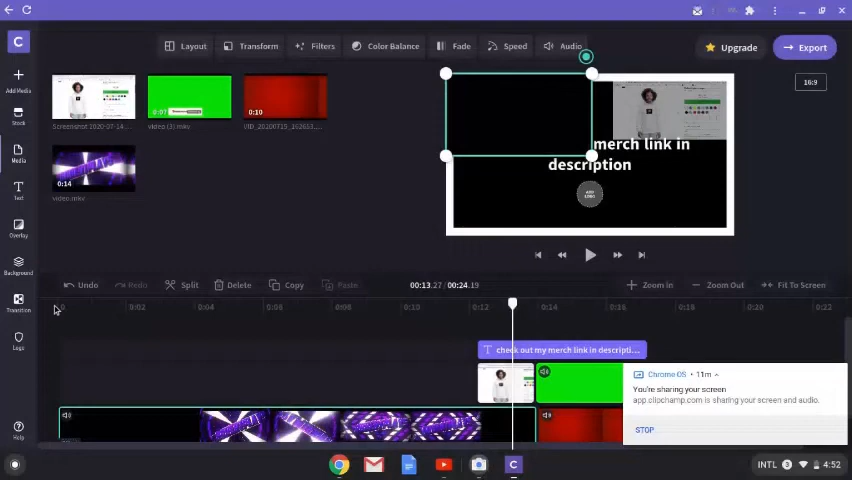 C
Layout
Transform
Filters
Color Balance
Fade
Speed
Audio
Upgrade
Export
Add Media
Stock
Media
Text
Overlay
Background
Transition
Logo
Help
Screenshot 2020-07-14...
0:07
video (3).mkv
0:10
0:14
video.mkv
16:9
merch link in
description
Undo
Redo
Split
Delete
Copy
Paste
00:13.27 / 00:24.19
Zoom in
Zoom Out
Fit To Screen
0
0:02
0:04
0:06
0:08
0:10
0:12
0:14
0:16
0:18
0:20
0:22
check out my merch link in descripti...
Chrome OS • 11m
You're sharing your screen
app.clipchamp.com is sharing your screen and audio.
STOP
INTL
3
4:52